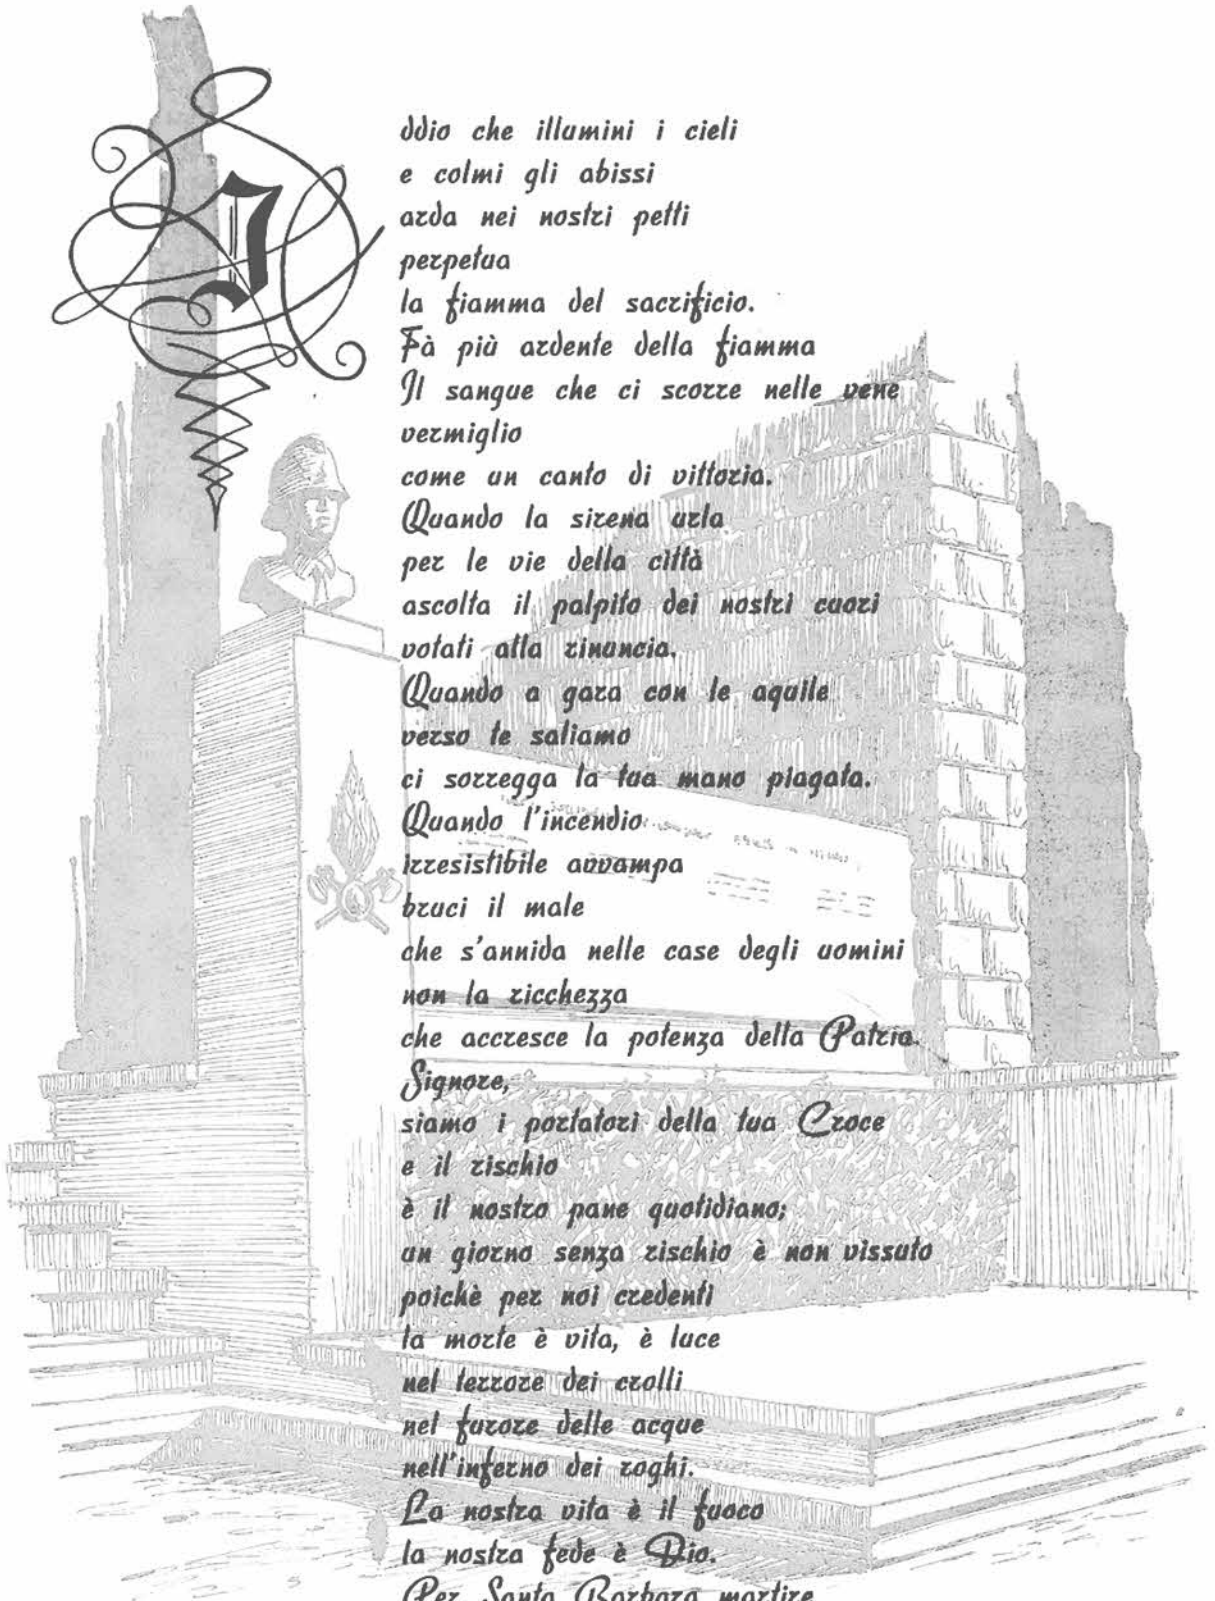 Iddio che illumini i cieli
e colmi gli abissi
arda nei nostri petti
perpetua
la fiamma del sacrificio.
Fà più ardente della fiamma
Il sangue che ci scorre nelle vene
vermiglio
come un canto di vittoria.
Quando la sirena urla
per le vie della città
ascolta il palpito dei nostri cuori
votati alla rinuncia.
Quando a gara con le aquile
verso te saliamo
ci sorregga la tua mano piagata.
Quando l'incendio
irresistibile avvampa
bruci il male
che s'annida nelle case degli uomini
non la ricchezza
che accresce la potenza della Patria.
Signore,
siamo i portatori della tua Croce
e il rischio
è il nostro pane quotidiano;
un giorno senza rischio è non vissuto
poichè per noi credenti
la morte è vita, è luce
nel terrore dei crolli
nel furore delle acque
nell'inferno dei roghi.
La nostra vita è il fuoco
la nostra fede è Dio.
Per Santa Barbara martire